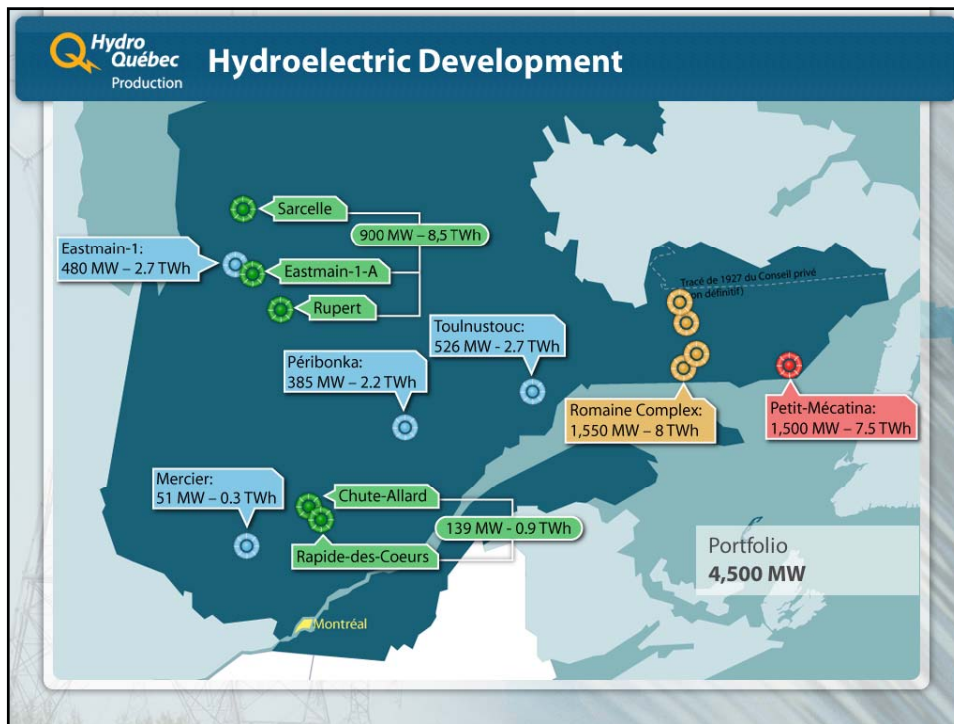 Hydro
Québec
Production
Hydroelectric Development
Sarcelle
900 MW – 8,5 TWh
Eastmain-1:
480 MW – 2.7 TWh
Eastmain-1-A
Rupert
Tracé de 1927 du Conseil privé
on définitif)
Toulnustouc:
526 MW - 2.7 TWh
Péribonka:
385 MW – 2.2 TWh
Romaine Complex:
1,550 MW – 8 TWh
Petit-Mécatina:
1,500 MW – 7.5 TWh
Mercier:
51 MW – 0.3 TWh
Chute-Allard
139 MW - 0.9 TWh
Rapide-des-Coeurs
Portfolio
4,500 MW
Montréal